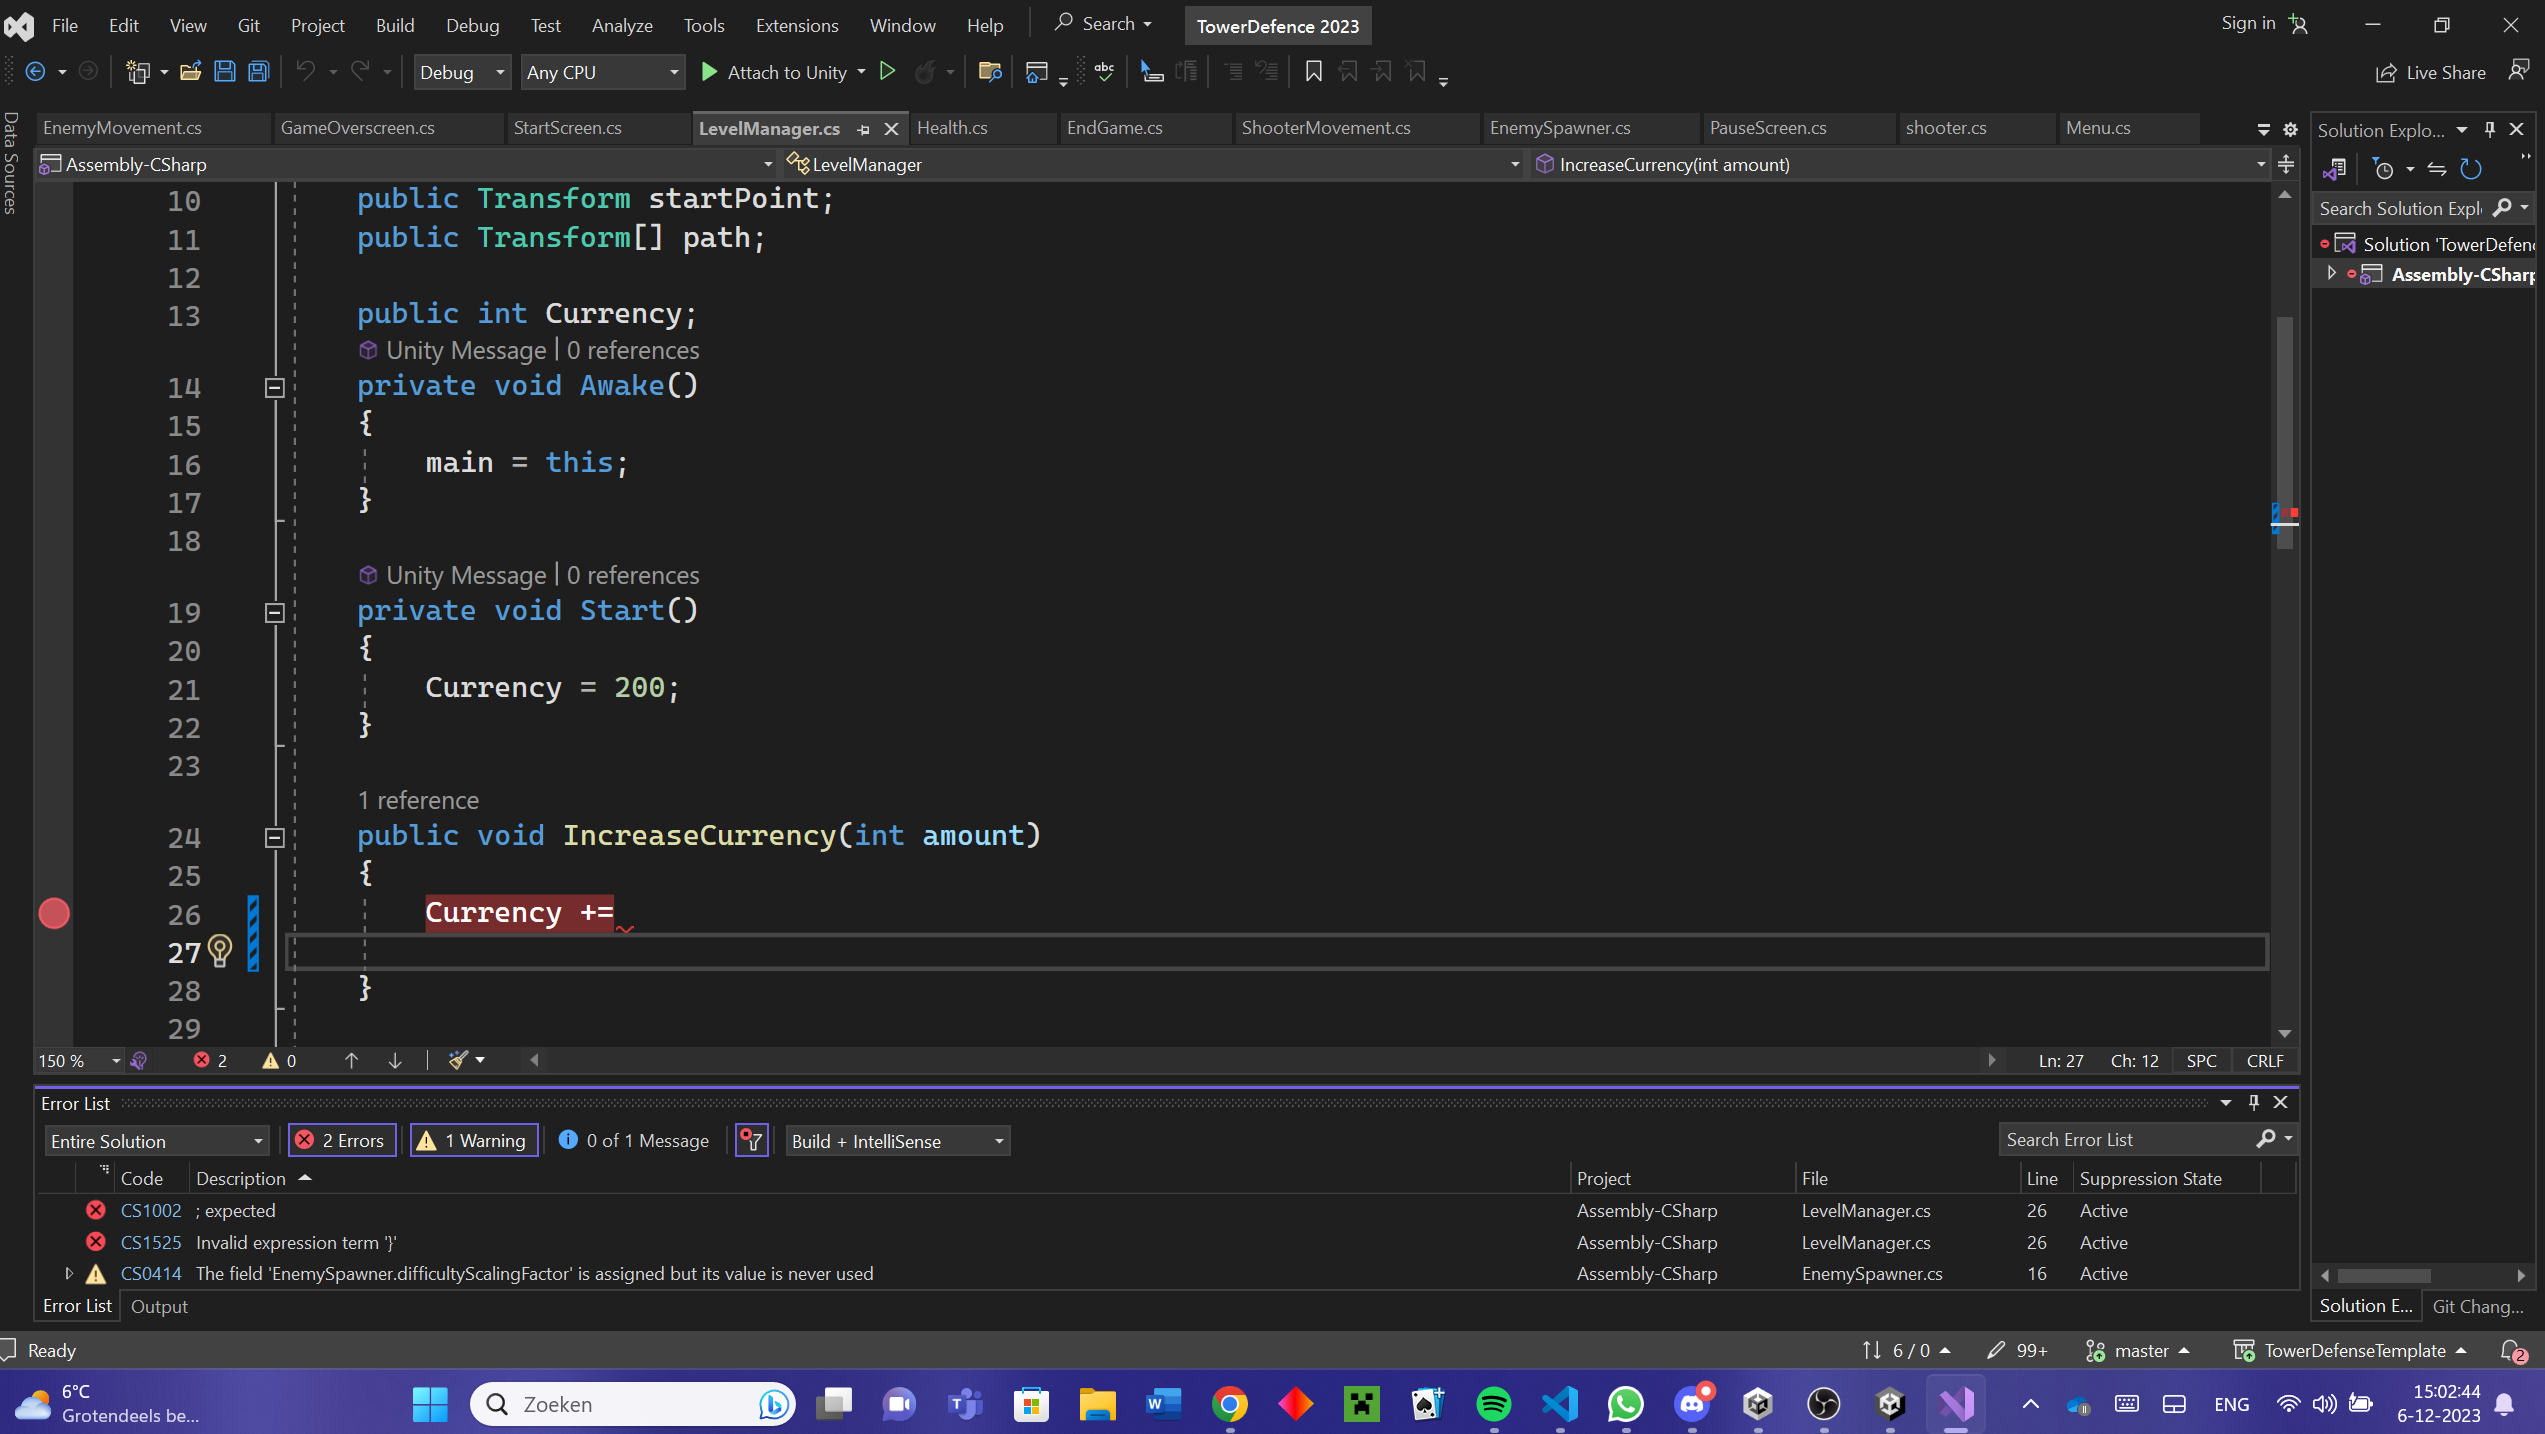 File Edit View Git Project Build Debug Test Analyze Tools Extensions Window Help Search TowerDefence 2023 Sign in
Debug Any CPU Attach to Unity Live Share
Data Sources
EnemyMovement.cs GameOverscreen.cs StartScreen.cs LevelManager.cs Health.cs EndGame.cs ShooterMovement.cs EnemySpawner.cs PauseScreen.cs shooter.cs Menu.cs
Assembly-CSharp LevelManager IncreaseCurrency(int amount)
10 public Transform startPoint;
11 public Transform[] path;
12
13 public int Currency;
Unity Message | 0 references
14 private void Awake()
15 {
16 main = this;
17 }
18
Unity Message | 0 references
19 private void Start()
20 {
21 Currency = 200;
22 }
23
1 reference
24 public void IncreaseCurrency(int amount)
25 {
26 Currency +=
27
28 }
29
150 % 2 0 Ln: 27 Ch: 12 SPC CRLF
Solution Explo...
Search Solution Expl
Solution 'TowerDefen
Assembly-CSharp
Solution E... Git Chang...
Error List
Entire Solution 2 Errors 1 Warning 0 of 1 Message Build + IntelliSense Search Error List
Code Description Project File Line Suppression State
CS1002 ; expected Assembly-CSharp LevelManager.cs 26 Active
CS1525 Invalid expression term '}' Assembly-CSharp LevelManager.cs 26 Active
CS0414 The field 'EnemySpawner.difficultyScalingFactor' is assigned but its value is never used Assembly-CSharp EnemySpawner.cs 16 Active
Error List Output
Ready 6 / 0 99+ master TowerDefenseTemplate 2
6°C
Grotendeels be...
Zoeken
ENG
15:02:44
6-12-2023